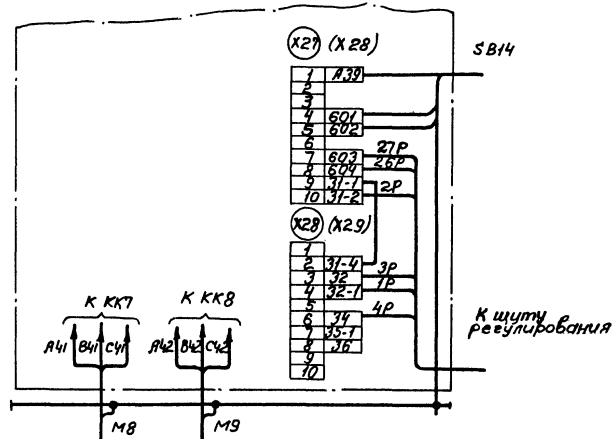 X27 (X28)
SB14
1 А39
2
3
4 601
5 602
6
7 603 27Р
8 604 26Р
9 31-1
10 31-2 2Р
X28 (X29)
1
2 31-4
3 32 3Р
4 32-1 1Р
5
6 34 4Р
7 35-1
8 36
9
10
К щиту
регулирования
К КК7 К КК8
А41 В41 С41 А42 В42 С42
М8 М9